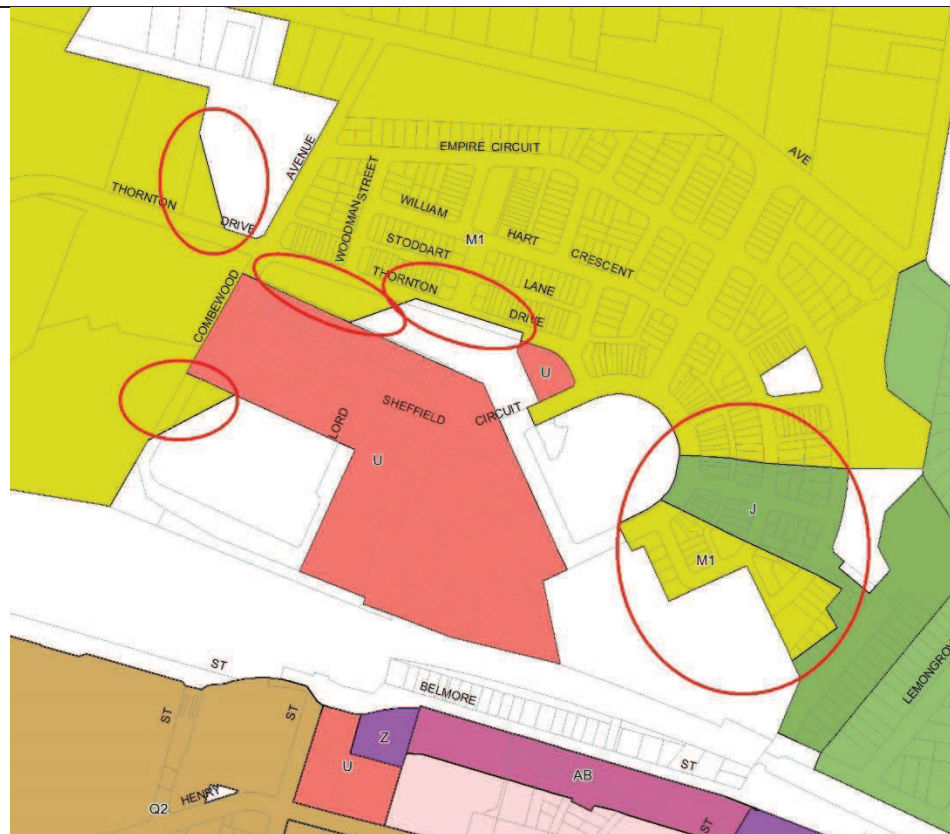 EMPIRE CIRCUIT
AVE
AVENUE
WOODMAN STREET
WILLIAM
THORNTON
DRIVE
HART
M1
STODDART
CRESCENT
LANE
THORNTON
DRIVE
COMBEWOOD
U
SHEFFIELD
CIRCUIT
LORD
U
J
M1
LEMONGRO
ST
BELMORE
ST
ST
Z
ST
U
AB
HENRY
Q2
ST